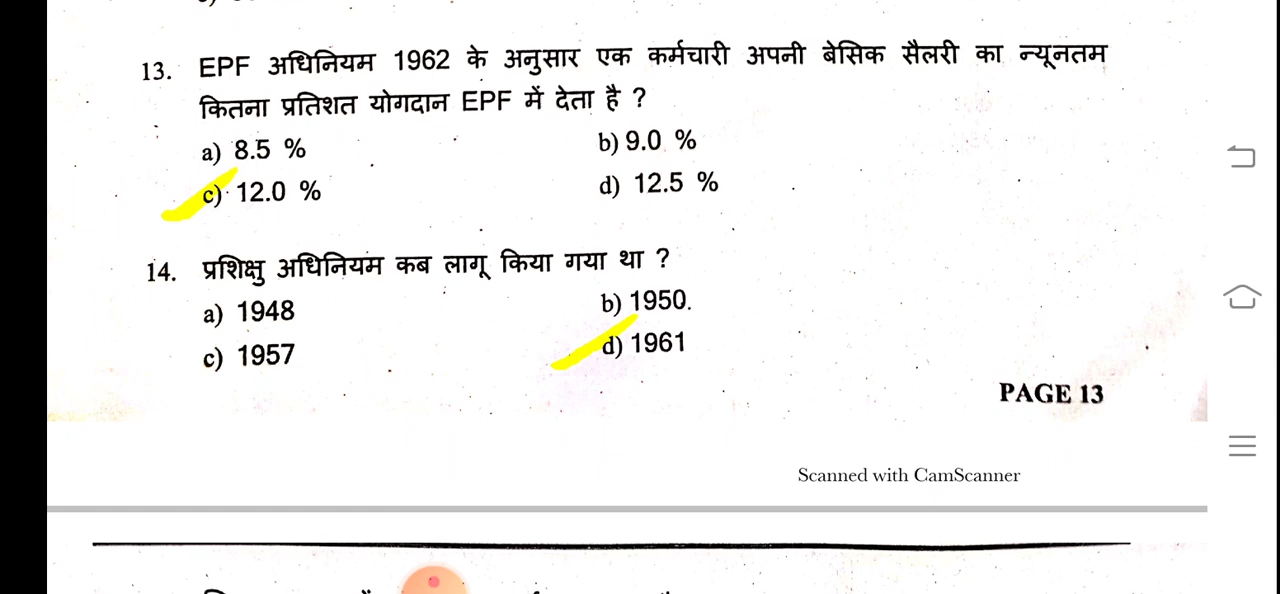 13. EPF अधिनियम 1962 के अनुसार एक कर्मचारी अपनी बेसिक सैलरी का न्यूनतम
कितना प्रतिशत योगदान EPF में देता है ?
a) 8.5 %
b) 9.0 %
c) 12.0 %
d) 12.5 %
14. प्रशिक्षु अधिनियम कब लागू किया गया था ?
a) 1948
b) 1950.
c) 1957
d) 1961
PAGE 13
Scanned with CamScanner